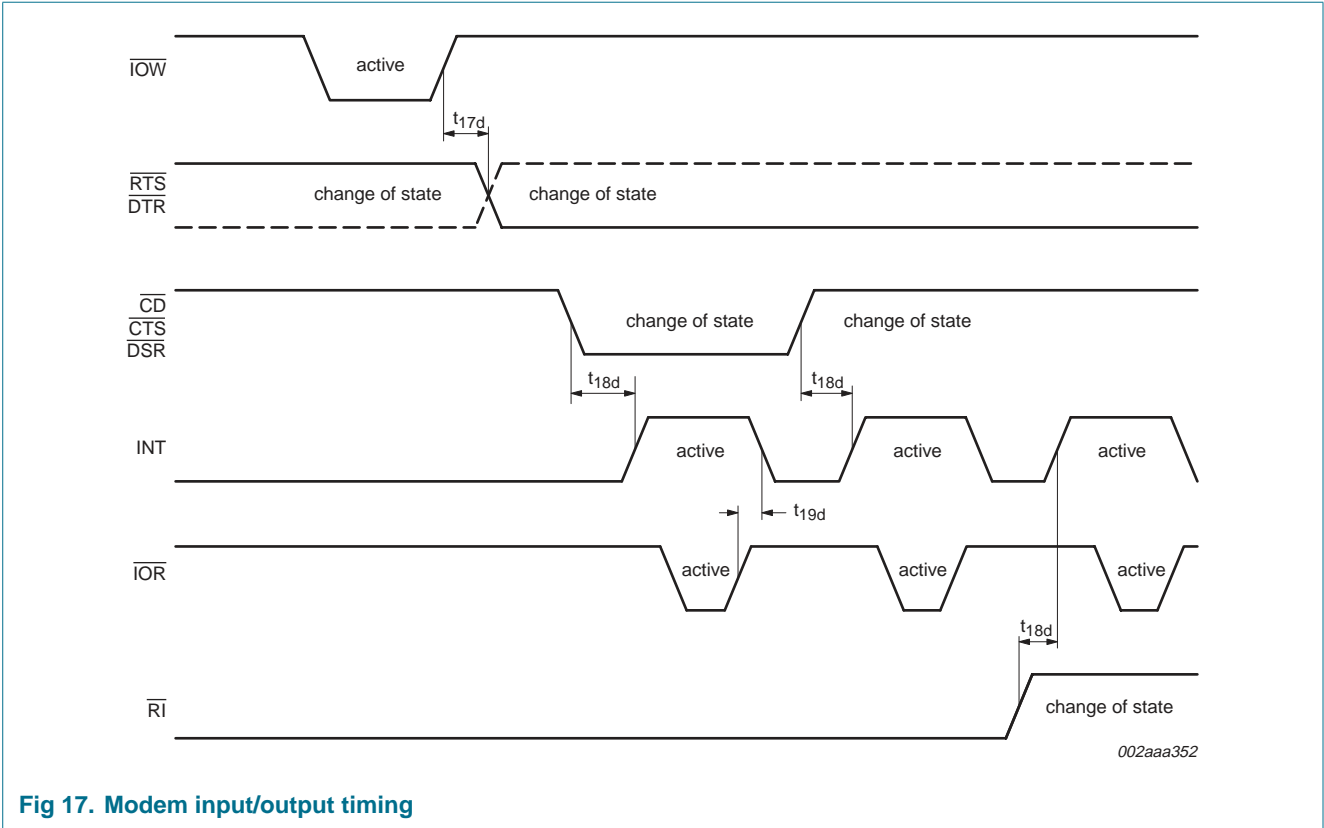 IOW
active
t17d
RTS
DTR
change of state
change of state
CD
CTS
DSR
change of state
change of state
t18d
t18d
INT
active
active
active
t19d
IOR
active
active
active
t18d
RI
change of state
002aaa352
Fig 17. Modem input/output timing